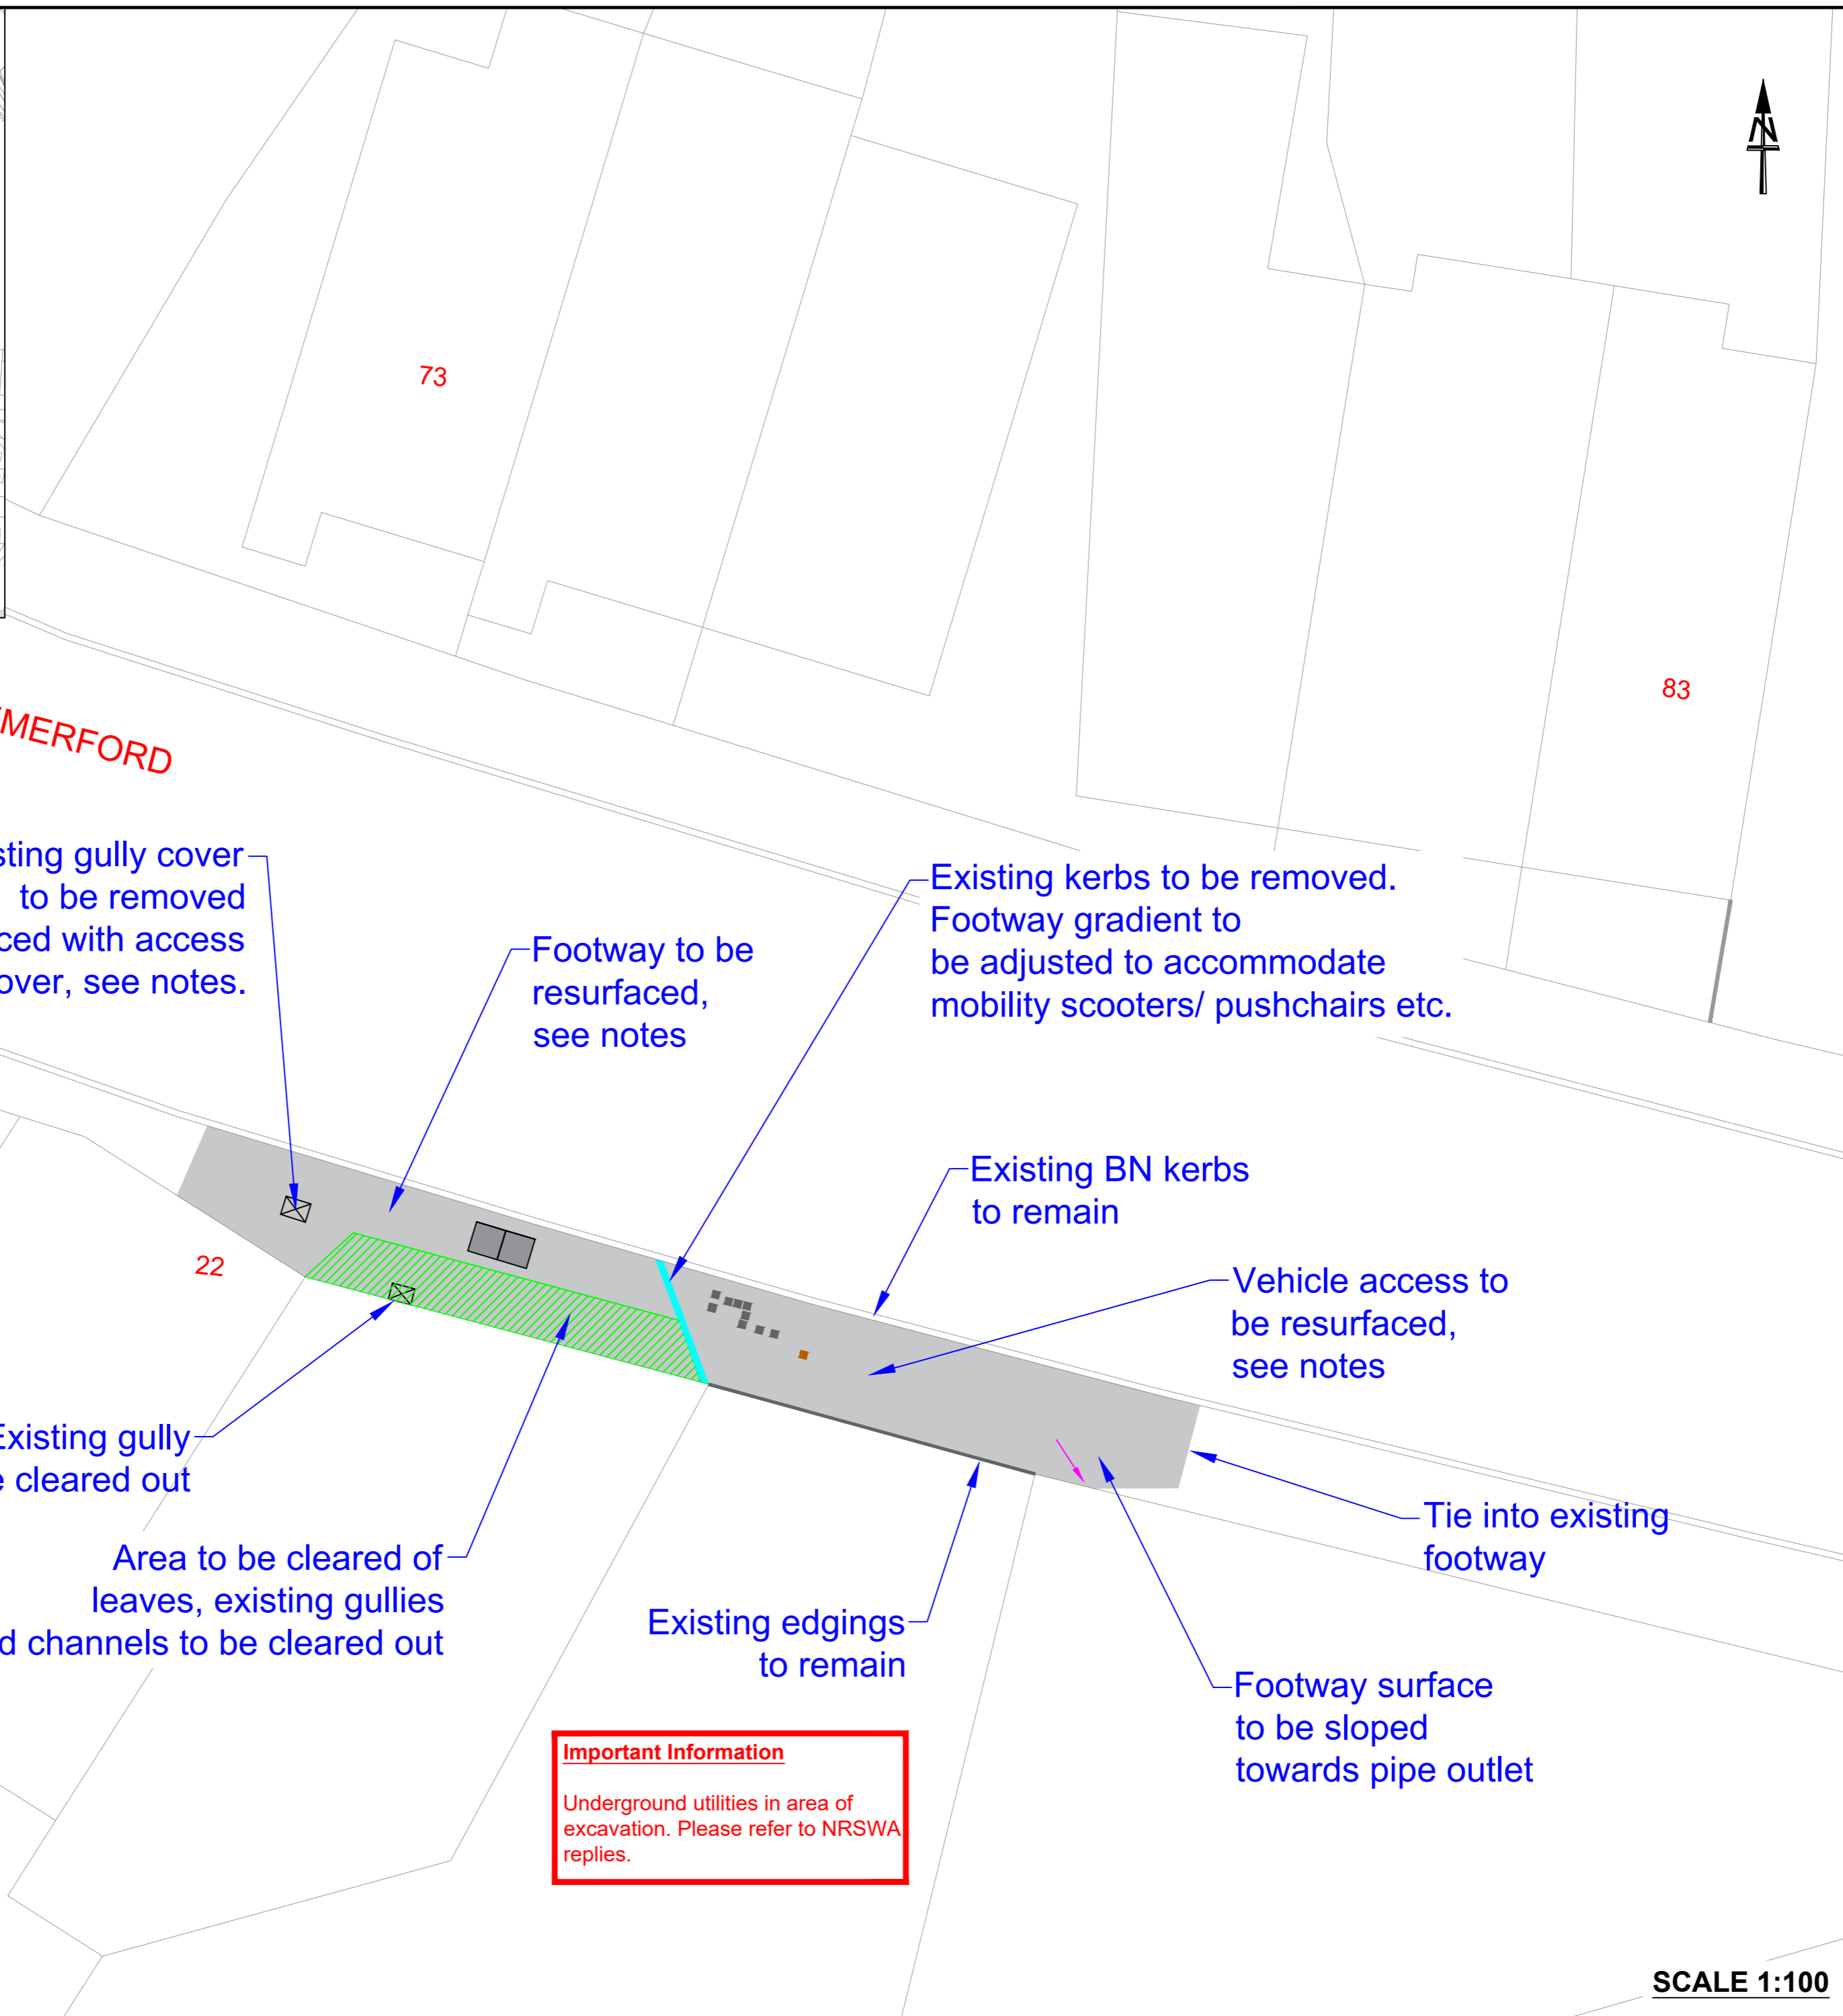 N
73
83
MERFORD
gully cover
to be removed
with access
see notes.
Footway to be
resurfaced,
see notes
Existing kerbs to be removed.
Footway gradient to
be adjusted to accommodate
mobility scooters/ pushchairs etc.
Existing BN kerbs
to remain
22
Vehicle access to
be resurfaced,
see notes
Existing gully
cleared out
Area to be cleared of
leaves, existing gullies
channels to be cleared out
Tie into existing
footway
Existing edgings
to remain
Footway surface
to be sloped
towards pipe outlet
Important Information
Underground utilities in area of
excavation. Please refer to NRSWA
replies.
SCALE 1:100